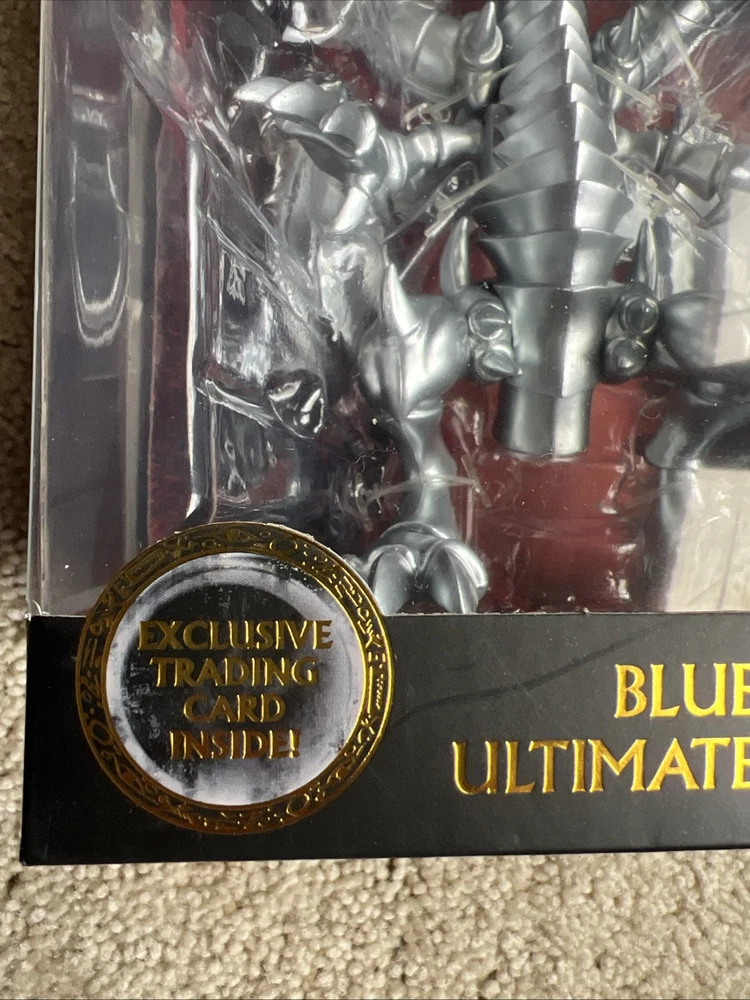 EXCLUSIVE
TRADING
CARD
INSIDE!
BLUE
ULTIMATE